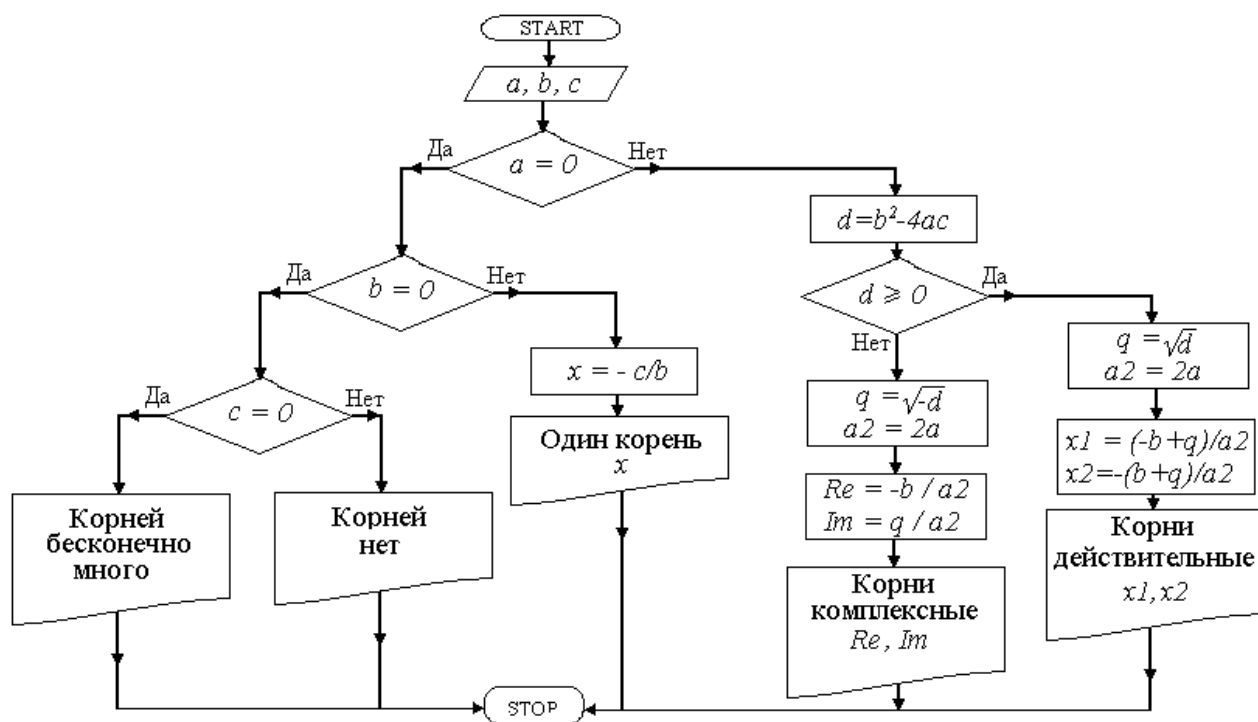 START
a, b, c
Да
a = 0
Нет
d=b²-4ac
Да
b = 0
Нет
d ⩾ 0
Да
Нет
x = - c/b
q =√d
a2 = 2a
Да
c = 0
Нет
q =√-d
a2 = 2a
Один корень
x
x1 = (-b+q)/a2
x2=-(b+q)/a2
Re = -b / a2
Im = q / a2
Корней
бесконечно
много
Корней
нет
Корни
действительные
x1,x2
Корни
комплексные
Re, Im
STOP